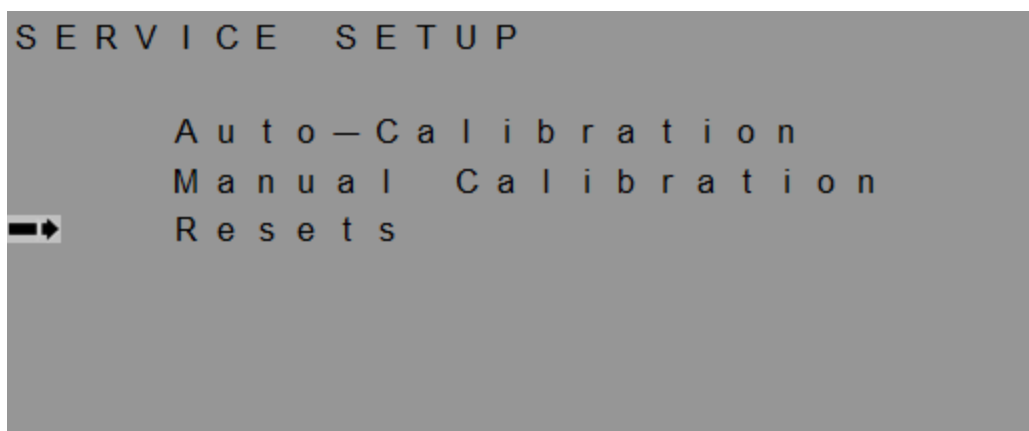 SERVICE SETUP
Auto-Calibration
Manual Calibration
Resets